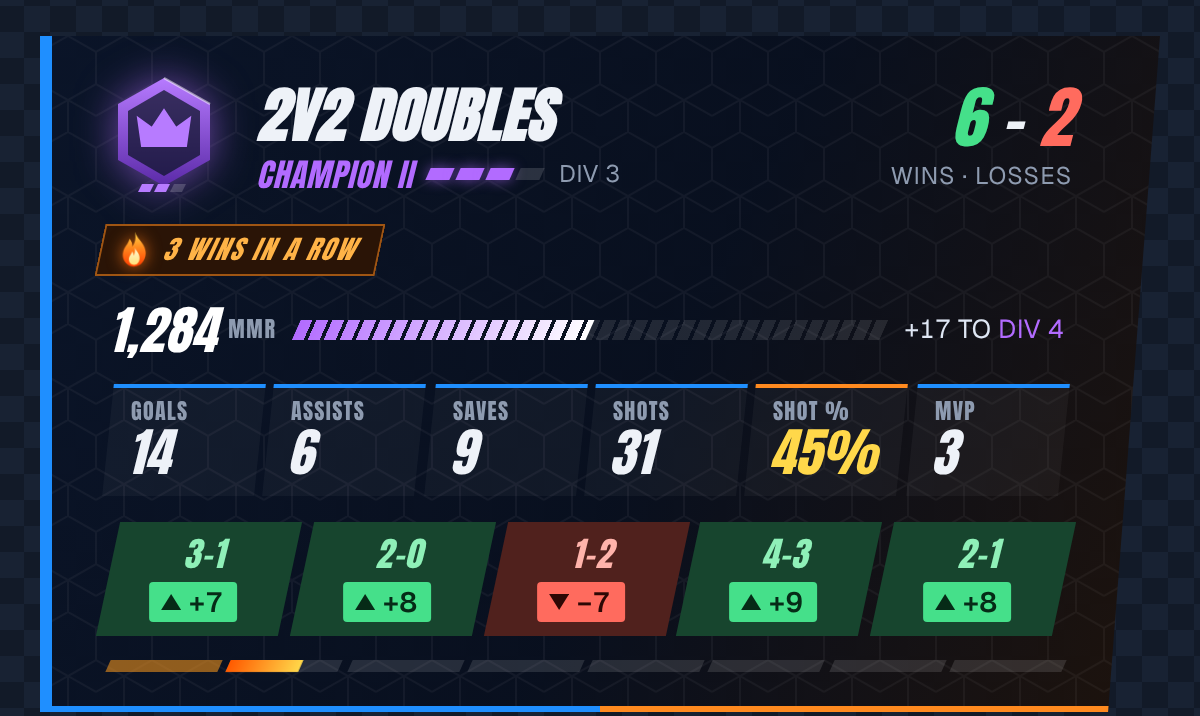 2V2 DOUBLES
6 - 2
CHAMPION II DIV 3
WINS · LOSSES
3 WINS IN A ROW
1,284 MMR +17 TO DIV 4
GOALS ASSISTS SAVES SHOTS SHOT % MVP
14 6 9 31 45% 3
3-1 2-0 1-2 4-3 2-1
▲ +7 ▲ +8 ▼ −7 ▲ +9 ▲ +8